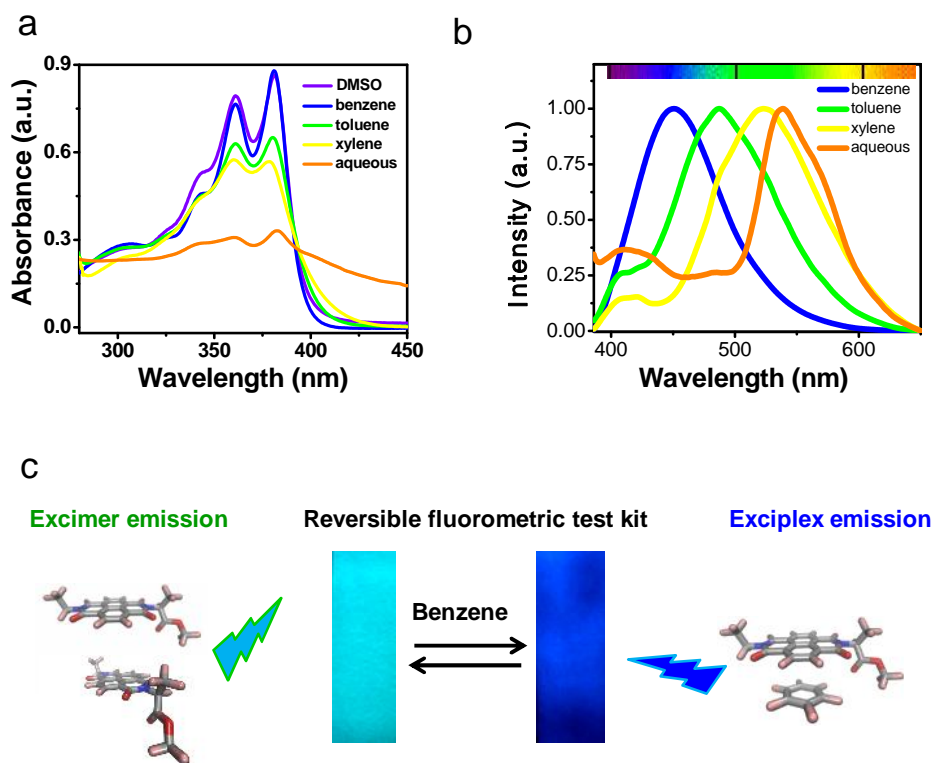 a
0.9
0.6
0.3
0.0
Absorbance (a.u.)
DMSO
benzene
toluene
xylene
aqueous
300 350 400 450
Wavelength (nm)
b
1.00
0.75
0.50
0.25
0.00
Intensity (a.u.)
benzene
toluene
xylene
aqueous
400 500 600
Wavelength (nm)
c
Excimer emission
Reversible fluorometric test kit
Exciplex emission
Benzene